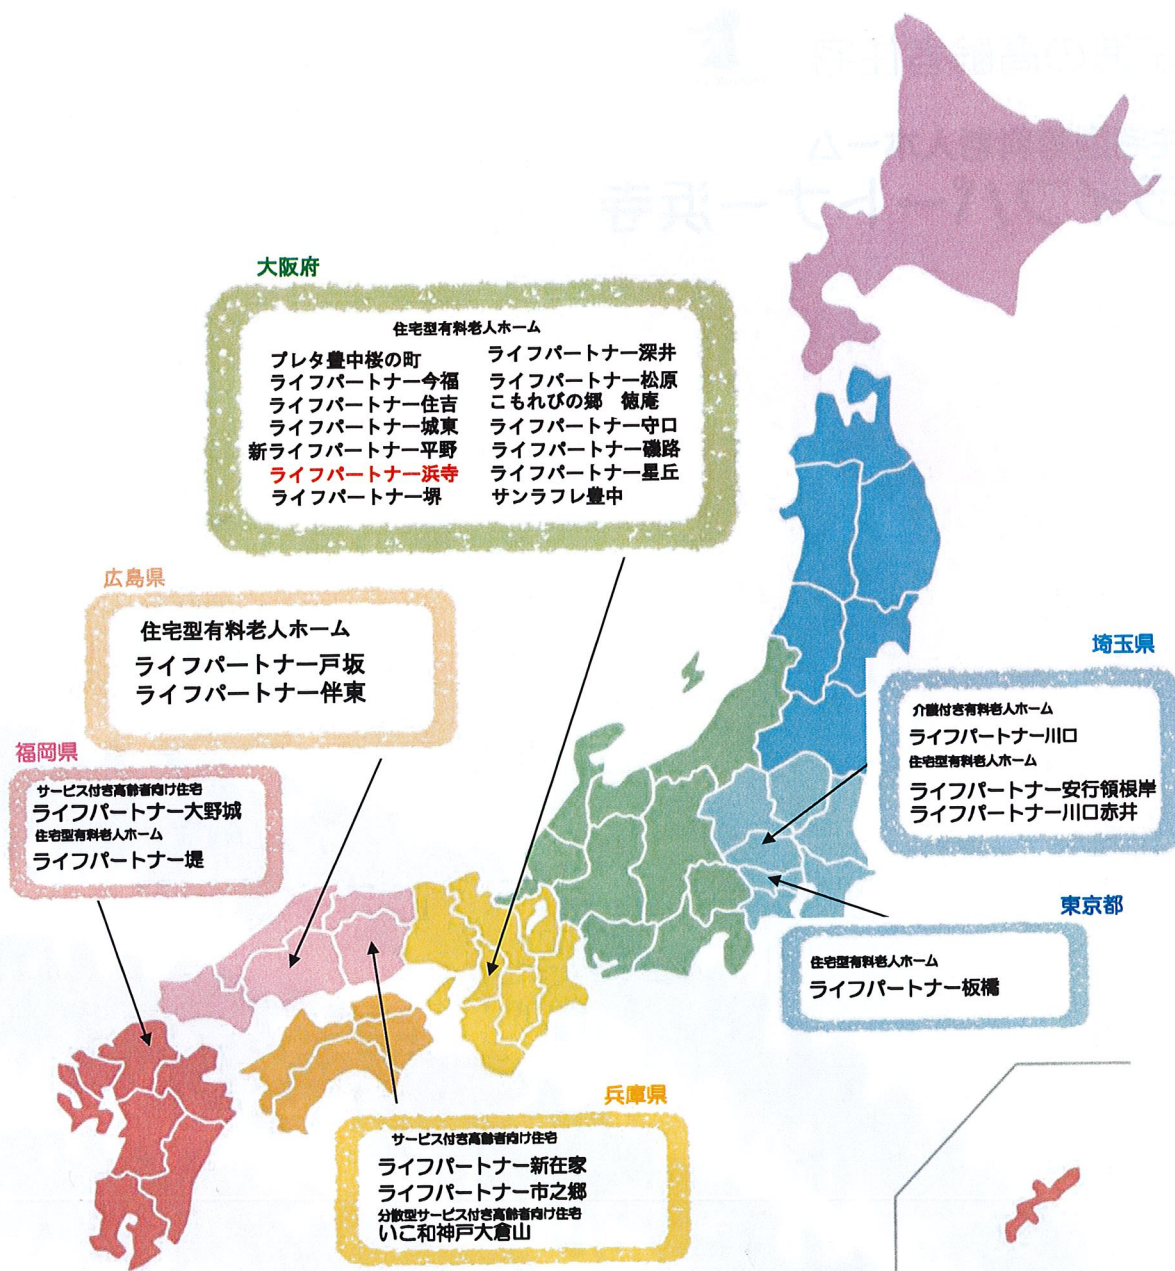 大阪府
住宅型有料老人ホーム
プレタ豊中桜の町
ライフパートナー今福
ライフパートナー住吉
ライフパートナー城東
新ライフパートナー平野
ライフパートナー浜寺
ライフパートナー堺
ライフパートナー深井
ライフパートナー松原
こもれびの郷　徳庵
ライフパートナー守口
ライフパートナー磯路
ライフパートナー星丘
サンラフレ豊中
広島県
住宅型有料老人ホーム
ライフパートナー戸坂
ライフパートナー伴東
福岡県
サービス付き高齢者向け住宅
ライフパートナー大野城
住宅型有料老人ホーム
ライフパートナー堤
埼玉県
介護付き有料老人ホーム
ライフパートナー川口
住宅型有料老人ホーム
ライフパートナー安行領根岸
ライフパートナー川口赤井
東京都
住宅型有料老人ホーム
ライフパートナー板橋
兵庫県
サービス付き高齢者向け住宅
ライフパートナー新在家
ライフパートナー市之郷
分散型サービス付き高齢者向け住宅
いこ和神戸大倉山